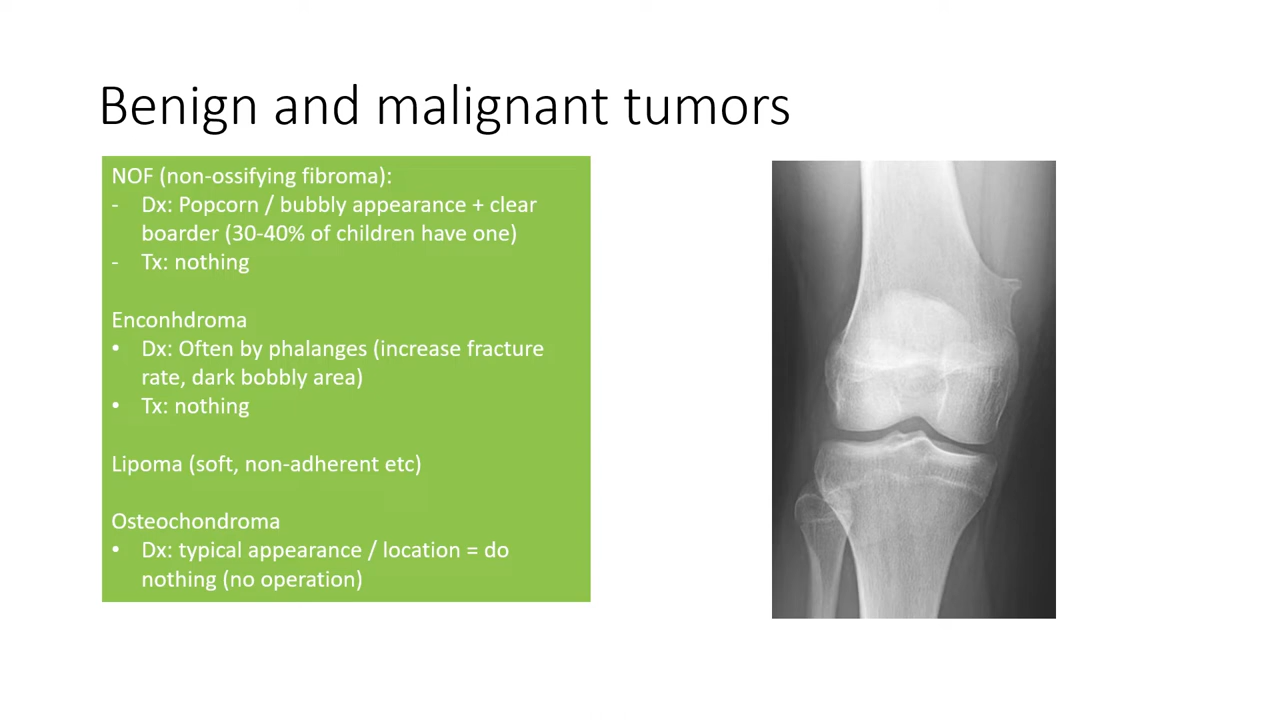 Benign and malignant tumors
NOF (non-ossifying fibroma):
- Dx: Popcorn / bubbly appearance + clear
boarder (30-40% of children have one)
- Tx: nothing
Enconhdroma
• Dx: Often by phalanges (increase fracture
rate, dark bobbly area)
• Tx: nothing
Lipoma (soft, non-adherent etc)
Osteochondroma
• Dx: typical appearance / location = do
nothing (no operation)